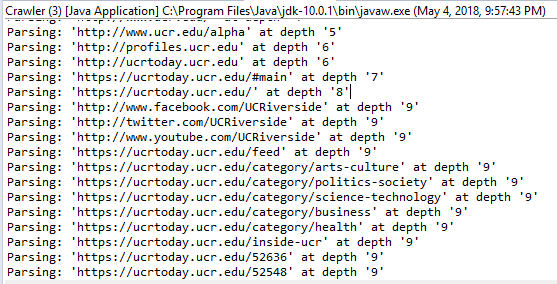 Crawler (3) [Java Application] C:\Program Files\Java\jdk-10.0.1\bin\javaw.exe (May 4, 2018, 9:57:43 PM)
Parsing: 'http://www.ucr.edu/alpha' at depth '5'
Parsing: 'http://profiles.ucr.edu' at depth '6'
Parsing: 'http://ucrtoday.ucr.edu' at depth '6'
Parsing: 'https://ucrtoday.ucr.edu/#main' at depth '7'
Parsing: 'https://ucrtoday.ucr.edu/' at depth '8'
Parsing: 'http://www.facebook.com/UCRiverside' at depth '9'
Parsing: 'http://twitter.com/UCRiverside' at depth '9'
Parsing: 'http://www.youtube.com/UCRiverside' at depth '9'
Parsing: 'https://ucrtoday.ucr.edu/feed' at depth '9'
Parsing: 'https://ucrtoday.ucr.edu/category/arts-culture' at depth '9'
Parsing: 'https://ucrtoday.ucr.edu/category/politics-society' at depth '9'
Parsing: 'https://ucrtoday.ucr.edu/category/science-technology' at depth '9'
Parsing: 'https://ucrtoday.ucr.edu/category/business' at depth '9'
Parsing: 'https://ucrtoday.ucr.edu/category/health' at depth '9'
Parsing: 'https://ucrtoday.ucr.edu/inside-ucr' at depth '9'
Parsing: 'https://ucrtoday.ucr.edu/52636' at depth '9'
Parsing: 'https://ucrtoday.ucr.edu/52548' at depth '9'